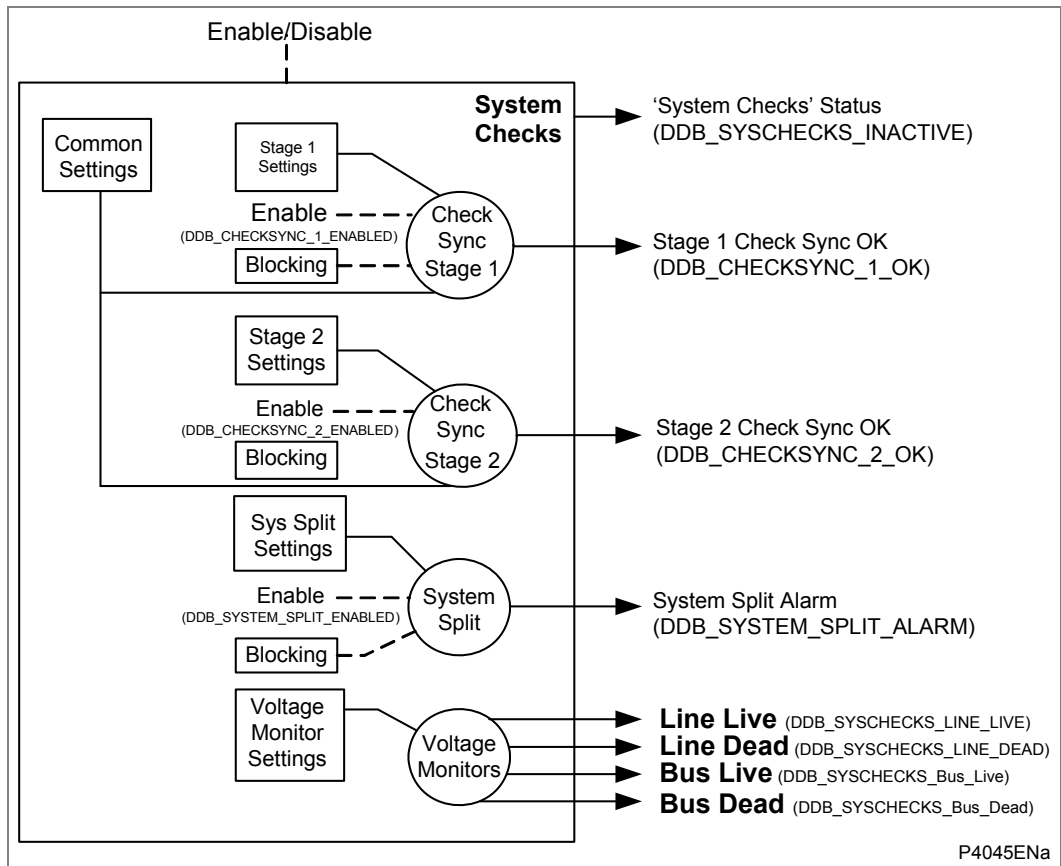 Enable/Disable
System
Checks
'System Checks' Status
(DDB_SYSCHECKS_INACTIVE)
Common
Settings
Stage 1
Settings
Enable
(DDB_CHECKSYNC_1_ENABLED)
Blocking
Check
Sync
Stage 1
Stage 1 Check Sync OK
(DDB_CHECKSYNC_1_OK)
Stage 2
Settings
Enable
(DDB_CHECKSYNC_2_ENABLED)
Blocking
Check
Sync
Stage 2
Stage 2 Check Sync OK
(DDB_CHECKSYNC_2_OK)
Sys Split
Settings
Enable
(DDB_SYSTEM_SPLIT_ENABLED)
Blocking
System
Split
System Split Alarm
(DDB_SYSTEM_SPLIT_ALARM)
Voltage
Monitor
Settings
Voltage
Monitors
Line Live (DDB_SYSCHECKS_LINE_LIVE)
Line Dead (DDB_SYSCHECKS_LINE_DEAD)
Bus Live (DDB_SYSCHECKS_Bus_Live)
Bus Dead (DDB_SYSCHECKS_Bus_Dead)
P4045ENa